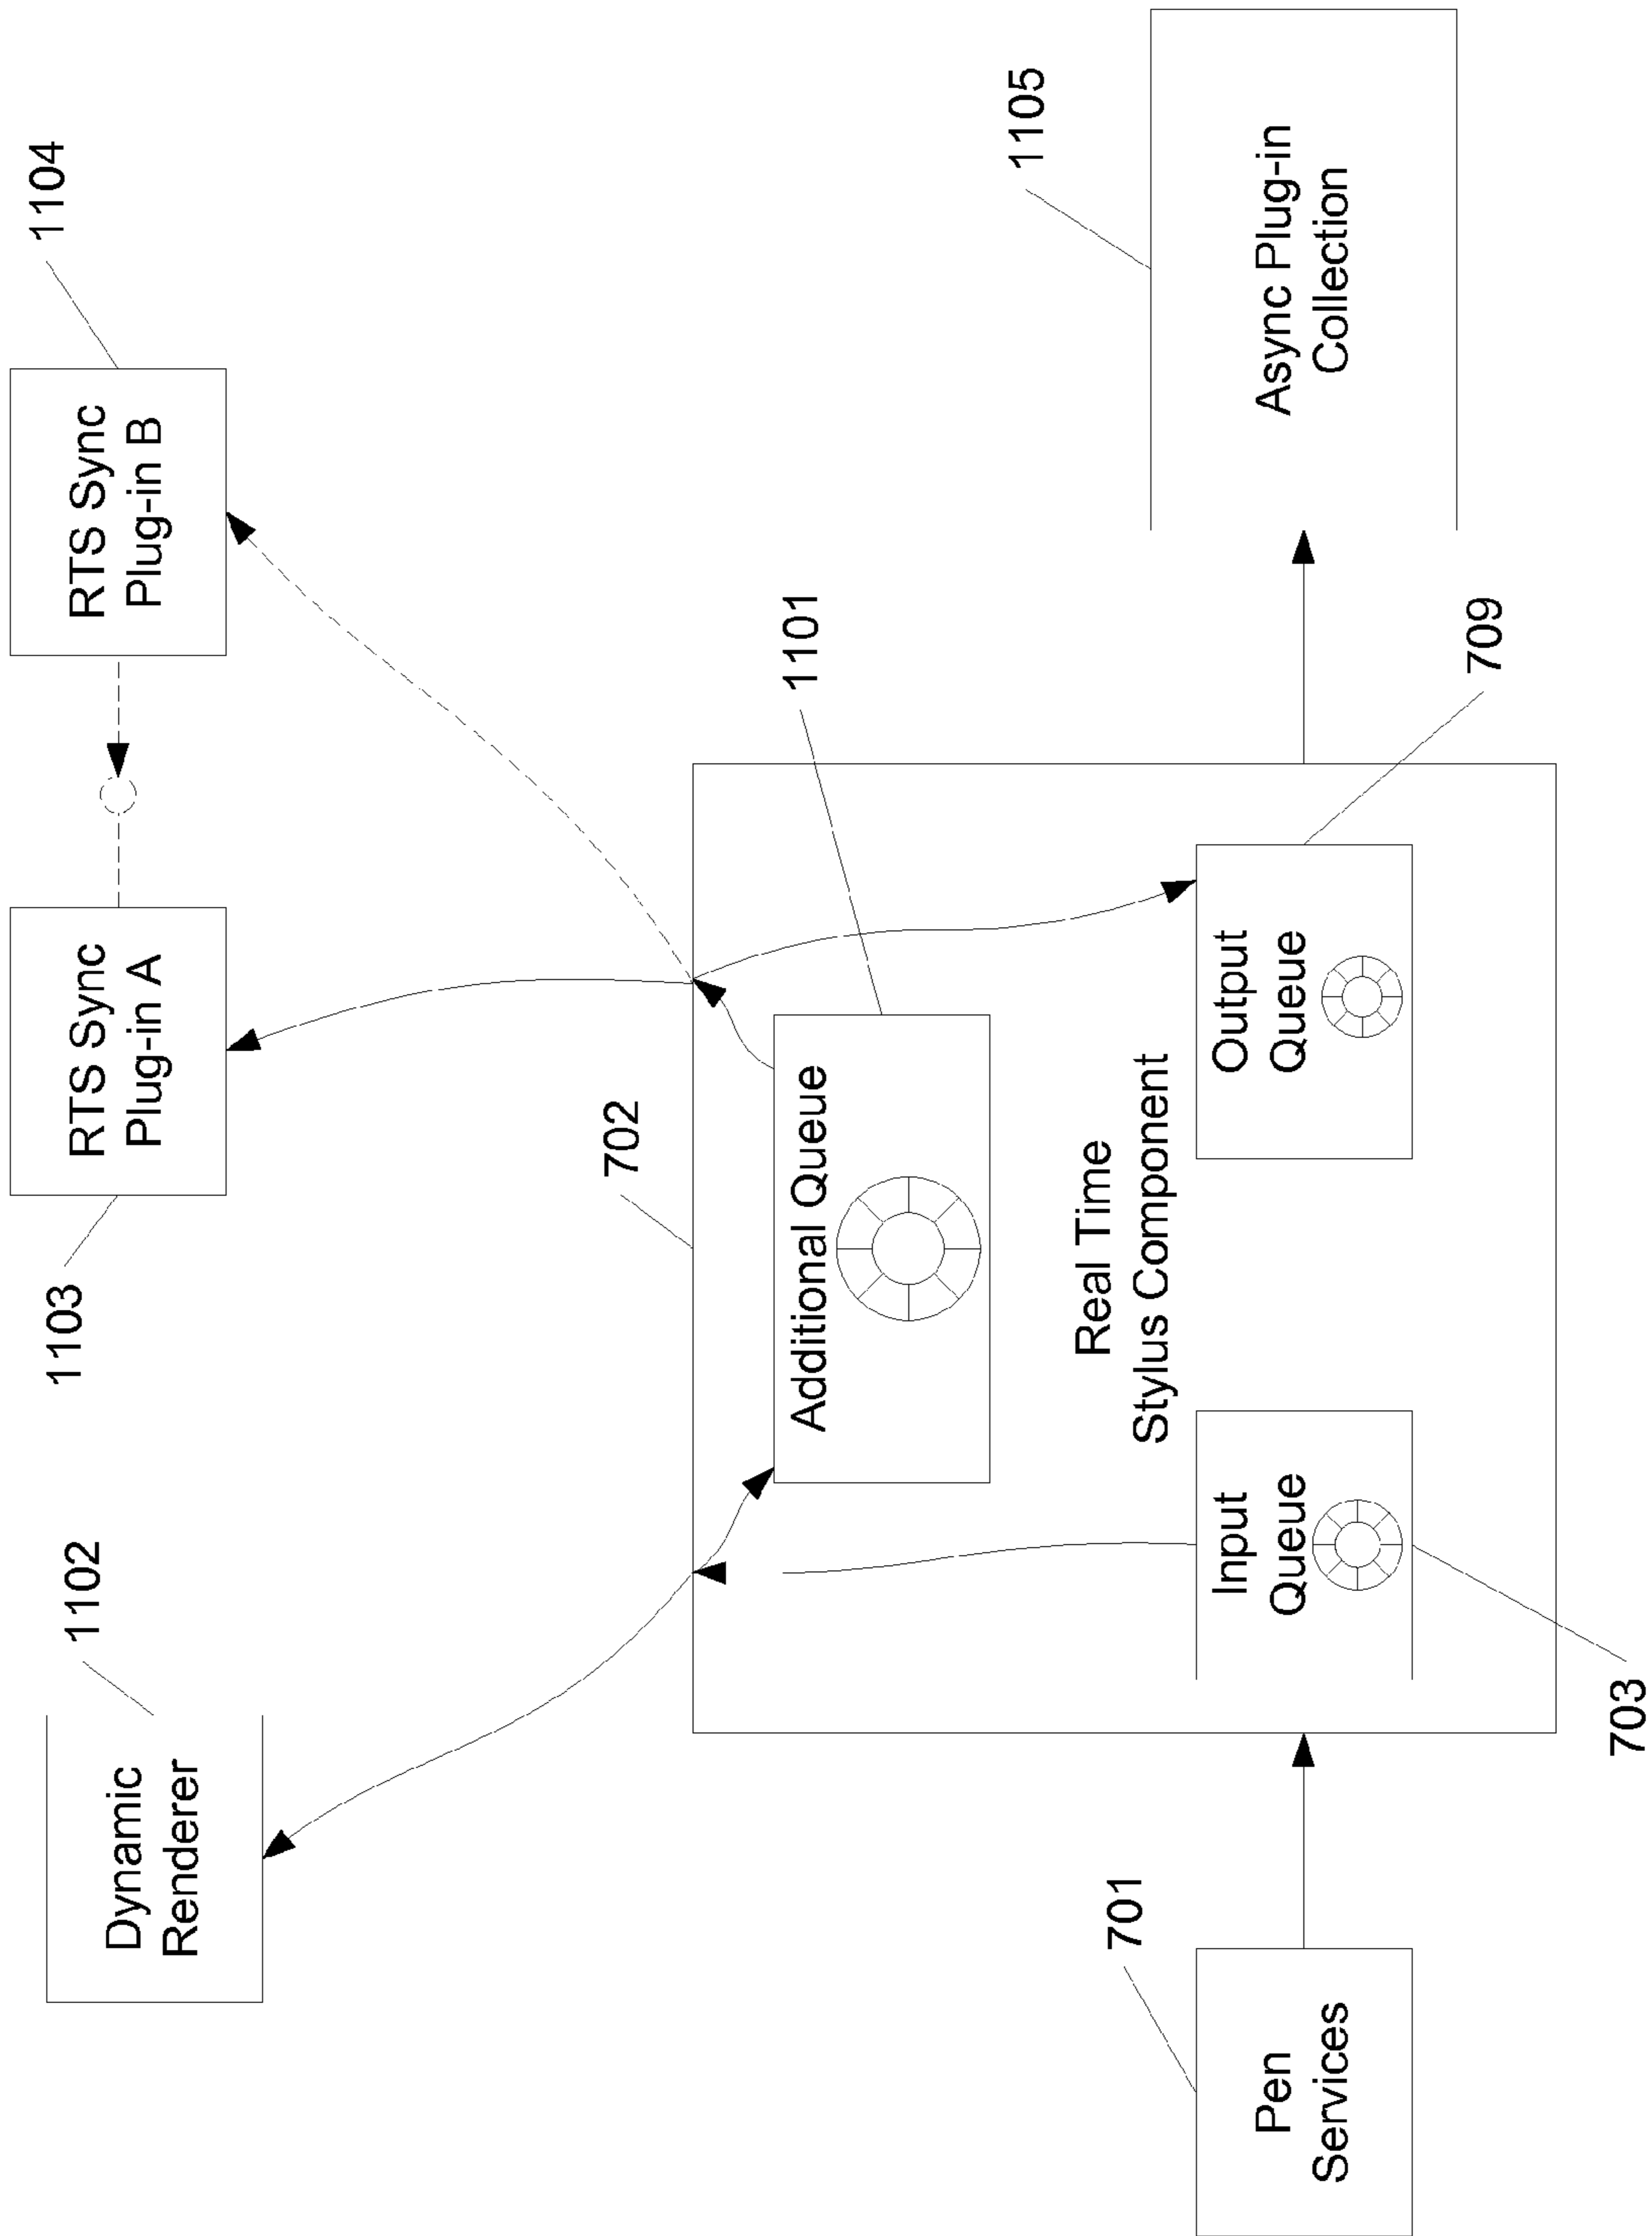 1102
Dynamic
Renderer
1103
RTS Sync
Plug-in A
1104
RTS Sync
Plug-in B
702
1101
Additional Queue
Real Time
Stylus Component
701
Pen
Services
Input
Queue
703
Output
Queue
709
1105
Async Plug-in
Collection